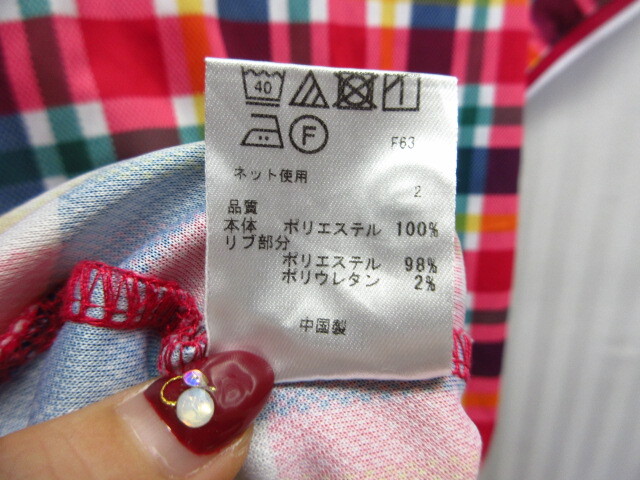 40
F
F63
ネット使用
2
品質
本体 ポリエステル 100%
リブ部分
ポリエステル 98%
ポリウレタン 2%
中国製